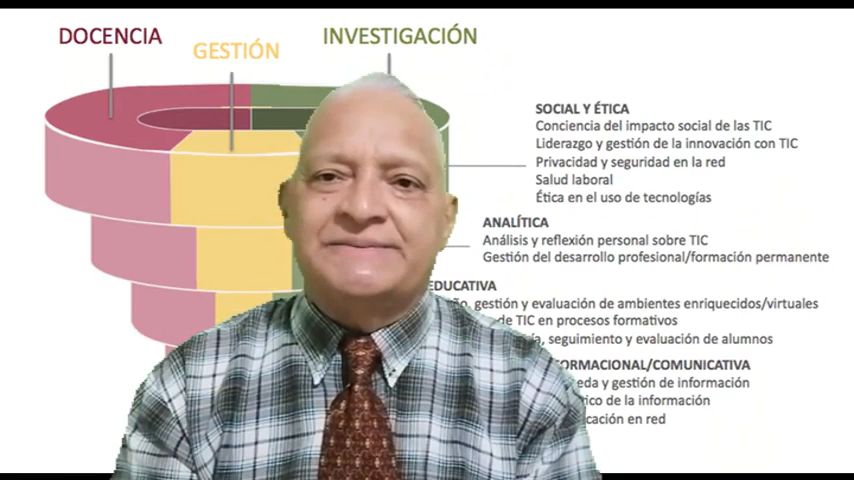 DOCENCIA
GESTIÓN
INVESTIGACIÓN
SOCIAL Y ÉTICA
Conciencia del impacto social de las TIC
Liderazgo y gestión de la innovación con TIC
Privacidad y seguridad en la red
Salud laboral
Ética en el uso de tecnologías
ANALÍTICA
Análisis y reflexión personal sobre TIC
Gestión del desarrollo profesional/formación permanente
EDUCATIVA
gestión y evaluación de ambientes enriquecidos/virtuales
de TIC en procesos formativos
seguimiento y evaluación de alumnos
FORMACIONAL/COMUNICATIVA
eda y gestión de información
tico de la información
cación en red